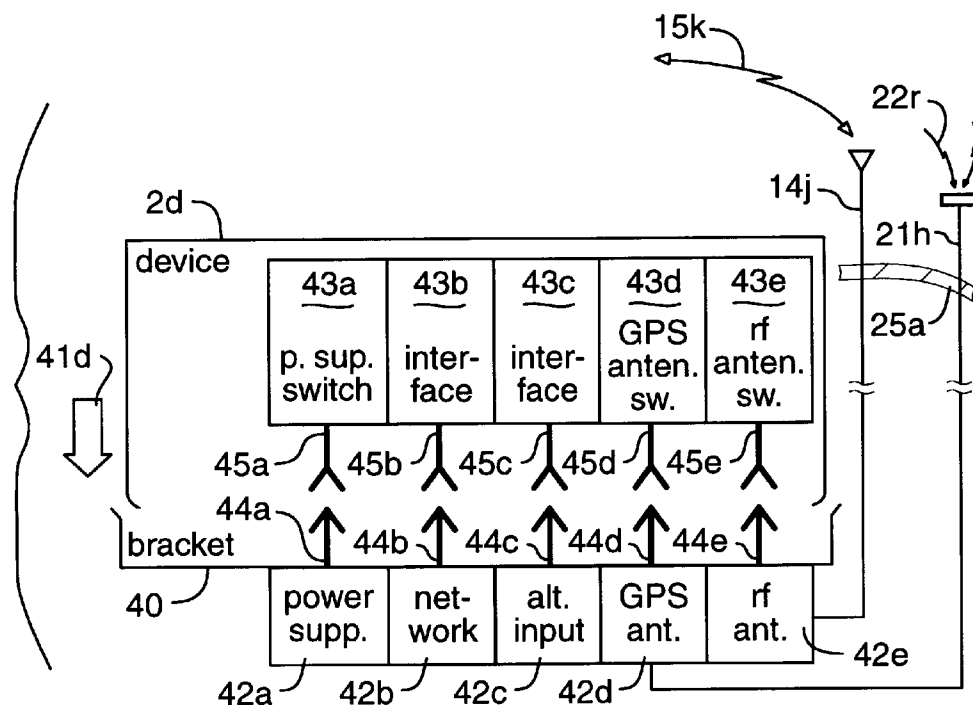 15k
22r
14j
2d
21h
device
43a 43b 43c 43d 43e
p. sup. switch
inter-
face
inter-
face
GPS
anten.
sw.
rf
anten.
sw.
25a
41d
45a 45b 45c 45d 45e
44a 44b 44c 44d 44e
bracket
40
power
supp.
net-
work
alt.
input
GPS
ant.
rf
ant.
42e
42a 42b 42c 42d